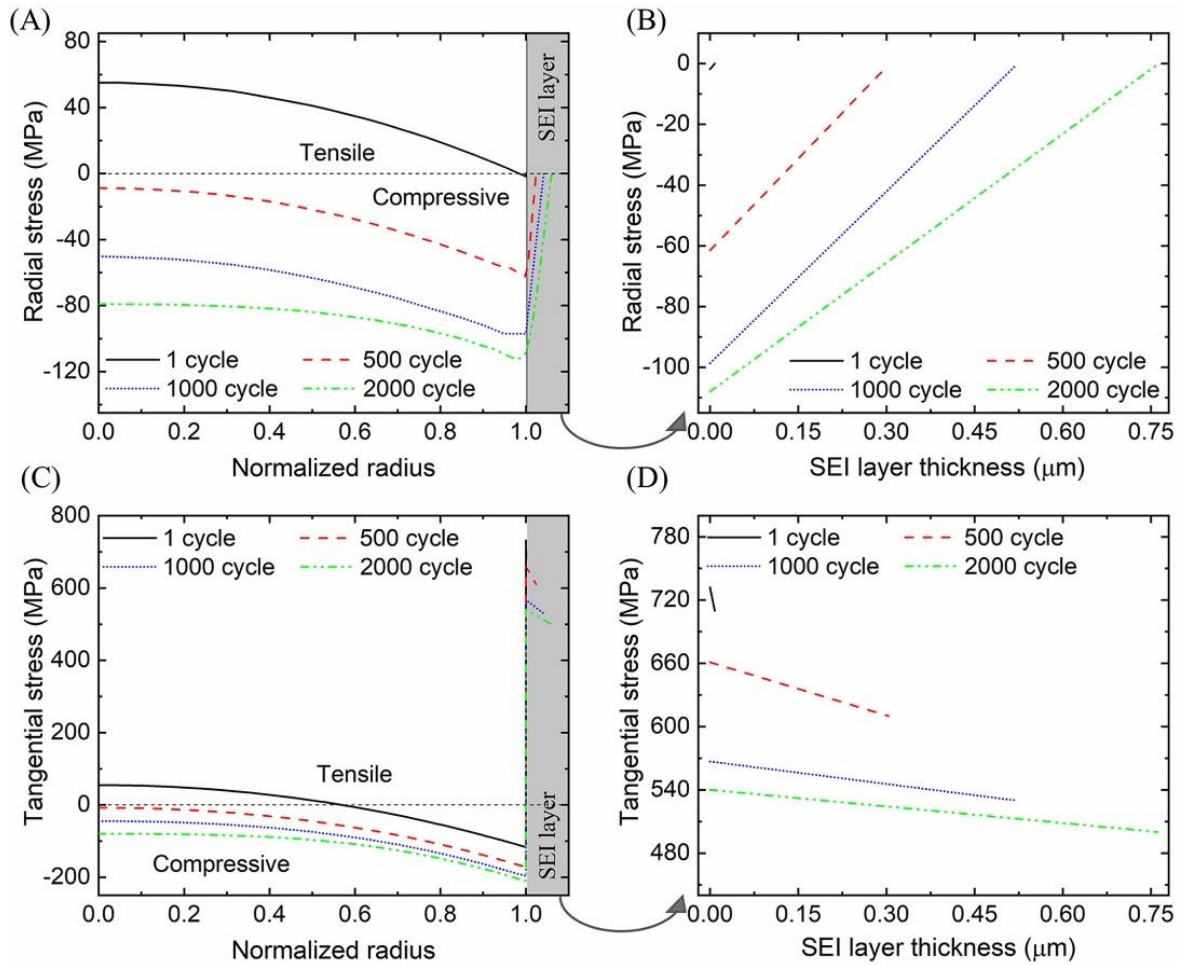 (A)
80
40
0
-40
-80
-120
Radial stress (MPa)
Tensile
Compressive
SEI layer
1 cycle
500 cycle
1000 cycle
2000 cycle
0.0 0.2 0.4 0.6 0.8 1.0
Normalized radius
(B)
0
-20
-40
-60
-80
-100
Radial stress (MPa)
1 cycle
500 cycle
1000 cycle
2000 cycle
0.00 0.15 0.30 0.45 0.60 0.75
SEI layer thickness (μm)
(C)
800
600
400
200
0
-200
Tangential stress (MPa)
1 cycle
500 cycle
1000 cycle
2000 cycle
Tensile
Compressive
SEI layer
0.0 0.2 0.4 0.6 0.8 1.0
Normalized radius
(D)
780
720
660
600
540
480
Tangential stress (MPa)
1 cycle
500 cycle
1000 cycle
2000 cycle
0.00 0.15 0.30 0.45 0.60 0.75
SEI layer thickness (μm)